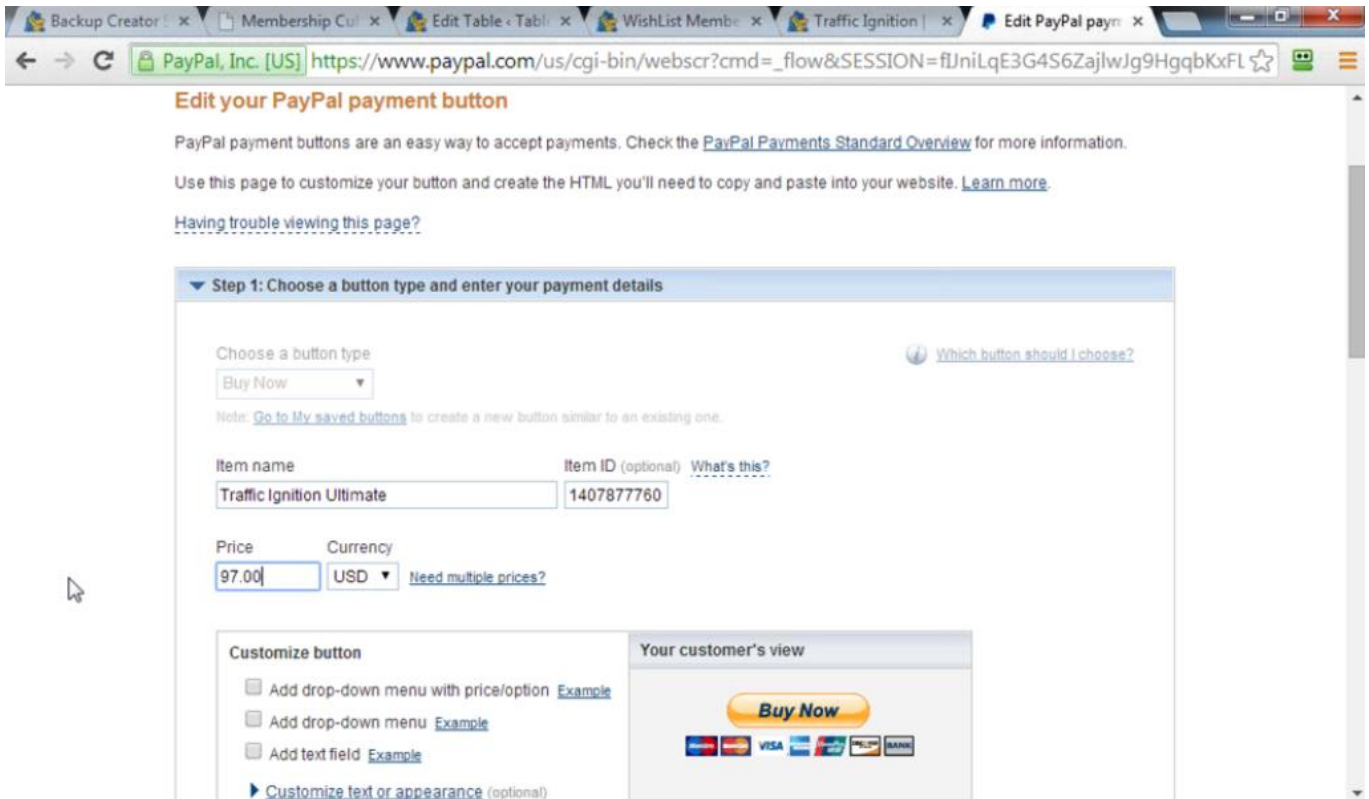 Backup Creator
Membership Cul
Edit Table ‹ Tabl
WishList Membe
Traffic Ignition |
Edit PayPal paym
PayPal, Inc. [US] https://www.paypal.com/us/cgi-bin/webscr?cmd=_flow&SESSION=
Edit your PayPal payment button
PayPal payment buttons are an easy way to accept payments. Check the PayPal Payments Standard Overview for more information.
Use this page to customize your button and create the HTML you'll need to copy and paste into your website. Learn more.
Having trouble viewing this page?
Step 1: Choose a button type and enter your payment details
Choose a button type
Which button should I choose?
Buy Now
Note: Go to My saved buttons to create a new button similar to an existing one.
Item name
Item ID (optional) What's this?
Traffic Ignition Ultimate
1407877760
Price Currency
97.00 USD Need multiple prices?
Customize button
Your customer's view
Add drop-down menu with price/option Example
Add drop-down menu Example
Add text field Example
Customize text or appearance (optional)
Buy Now
VISA
BANK